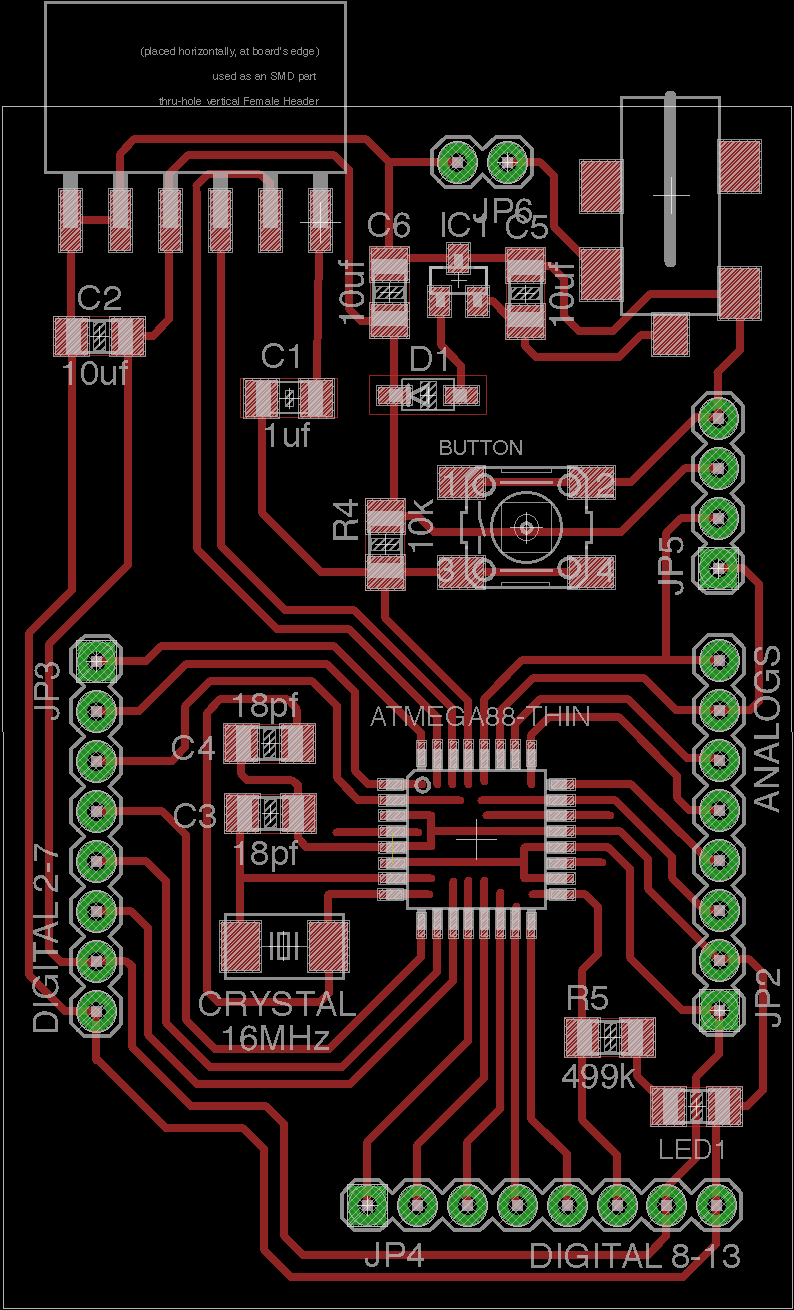 (placed horizontally, at board's edge)
used as an SMD part
thru-hole vertical Female Header
JP6
C6
IC1
C5
10uf
10uf
C2
10uf
C1
1uf
D1
BUTTON
1
2
R4
10k
3
4
JP5
JP3
18pf
ATMEGA88-THIN
ANALOGS
C4
C3
18pf
DIGITAL 2-7
CRYSTAL
16MHz
R5
499k
JP2
LED1
JP4
DIGITAL 8-13